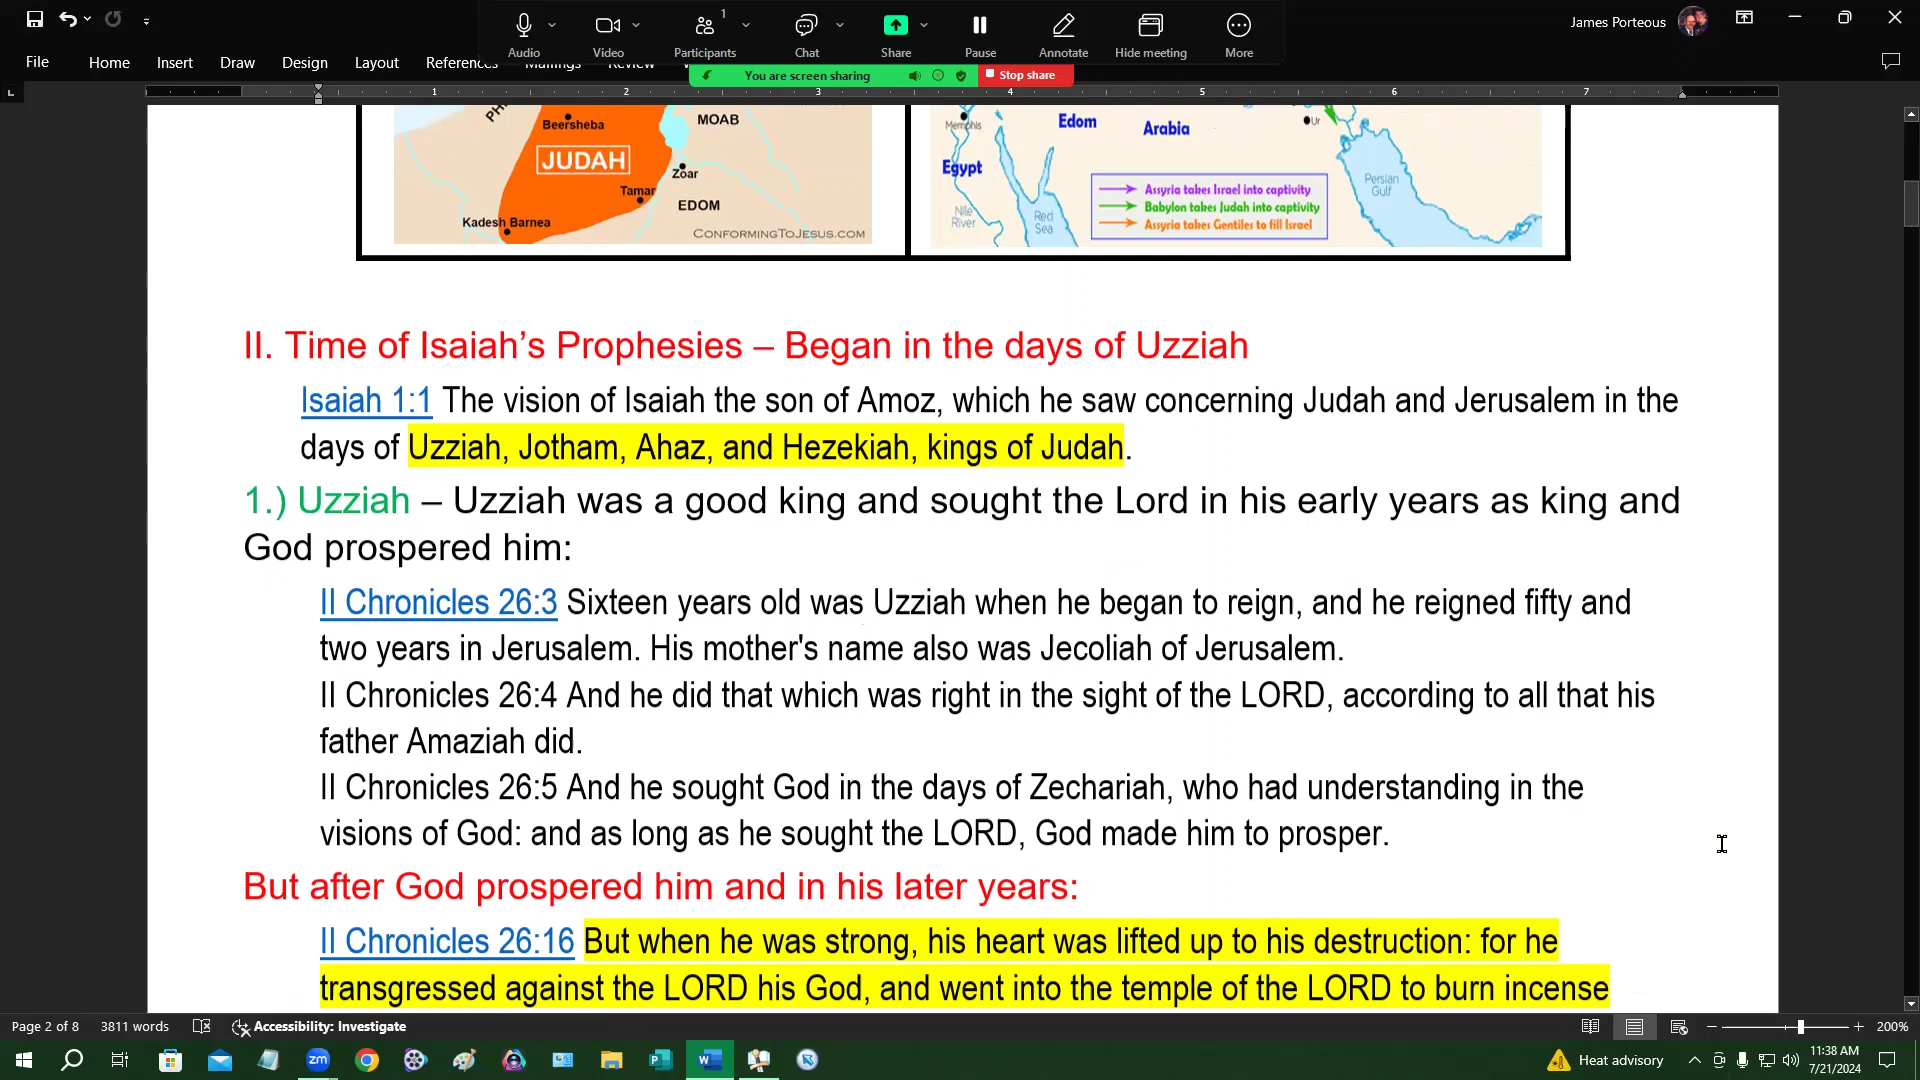 James Porteous
Audio
Video
1
Participants
Chat
Share
Pause
Annotate
Hide meeting
More
File
Home
Insert
Draw
Design
Layout
References
Mailings
Review
You are screen sharing
Stop share
1 2 3 4 5 6 7
Beersheba
MOAB
JUDAH
Zoar
Tamar
EDOM
Kadesh Barnea
CONFORMINGTOJESUS.COM
Memphis
Edom
Arabia
Ur
Egypt
Persian
Gulf
Nile
River
Red
Sea
Assyria takes Israel into captivity
Babylon takes Judah into captivity
Assyria takes Gentiles to fill Israel
II. Time of Isaiah’s Prophesies – Began in the days of Uzziah
Isaiah 1:1 The vision of Isaiah the son of Amoz, which he saw concerning Judah and Jerusalem in the
days of Uzziah, Jotham, Ahaz, and Hezekiah, kings of Judah.
1.) Uzziah – Uzziah was a good king and sought the Lord in his early years as king and
God prospered him:
II Chronicles 26:3 Sixteen years old was Uzziah when he began to reign, and he reigned fifty and
two years in Jerusalem. His mother's name also was Jecoliah of Jerusalem.
II Chronicles 26:4 And he did that which was right in the sight of the LORD, according to all that his
father Amaziah did.
II Chronicles 26:5 And he sought God in the days of Zechariah, who had understanding in the
visions of God: and as long as he sought the LORD, God made him to prosper.
But after God prospered him and in his later years:
II Chronicles 26:16 But when he was strong, his heart was lifted up to his destruction: for he
transgressed against the LORD his God, and went into the temple of the LORD to burn incense
Page 2 of 8
3811 words
Accessibility: Investigate
200%
zm
Heat advisory
11:38 AM
7/21/2024